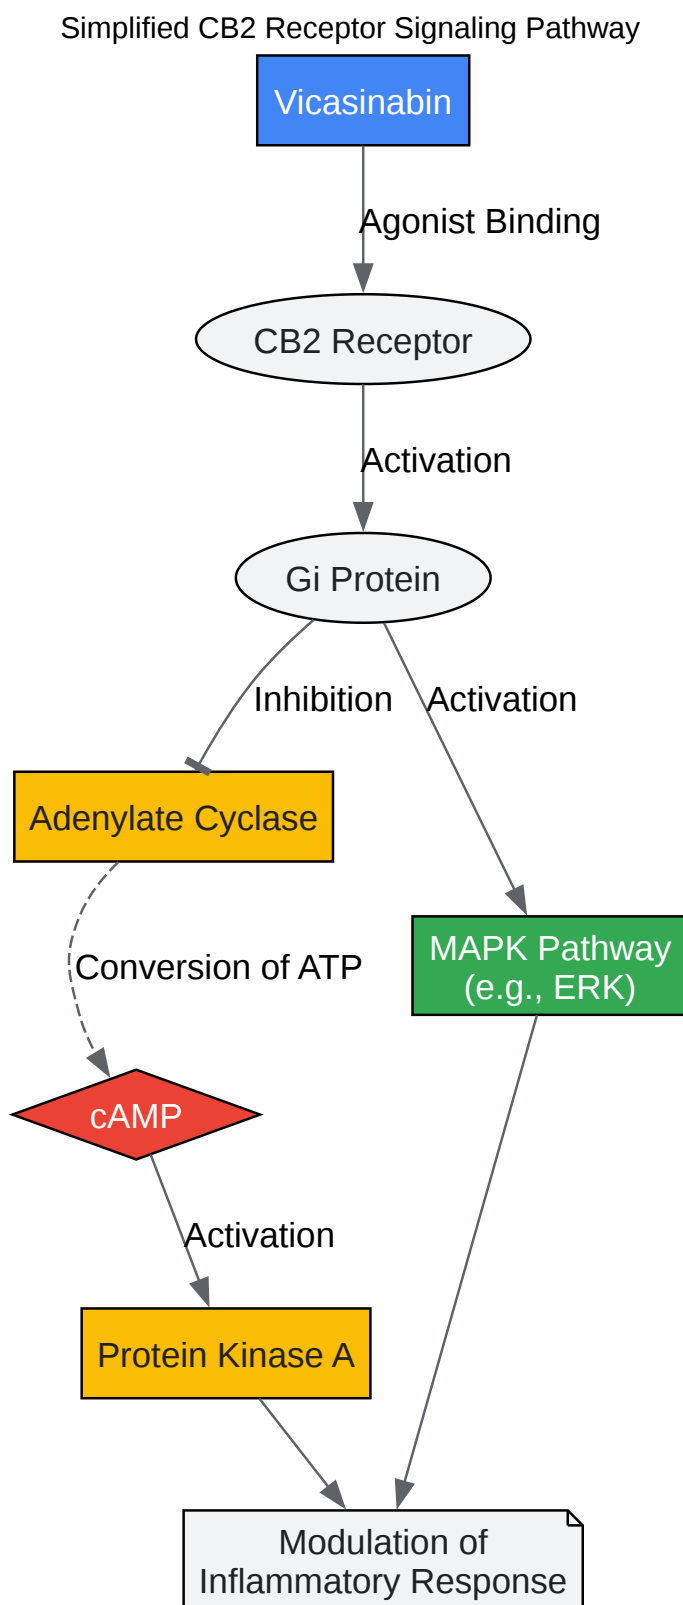 Simplified CB2 Receptor Signaling Pathway
Vicasinabin
Agonist Binding
CB2 Receptor
Activation
Gi Protein
Inhibition
Activation
Adenylate Cyclase
MAPK Pathway
(e.g., ERK)
Conversion of ATP
cAMP
Activation
Protein Kinase A
Modulation of
Inflammatory Response